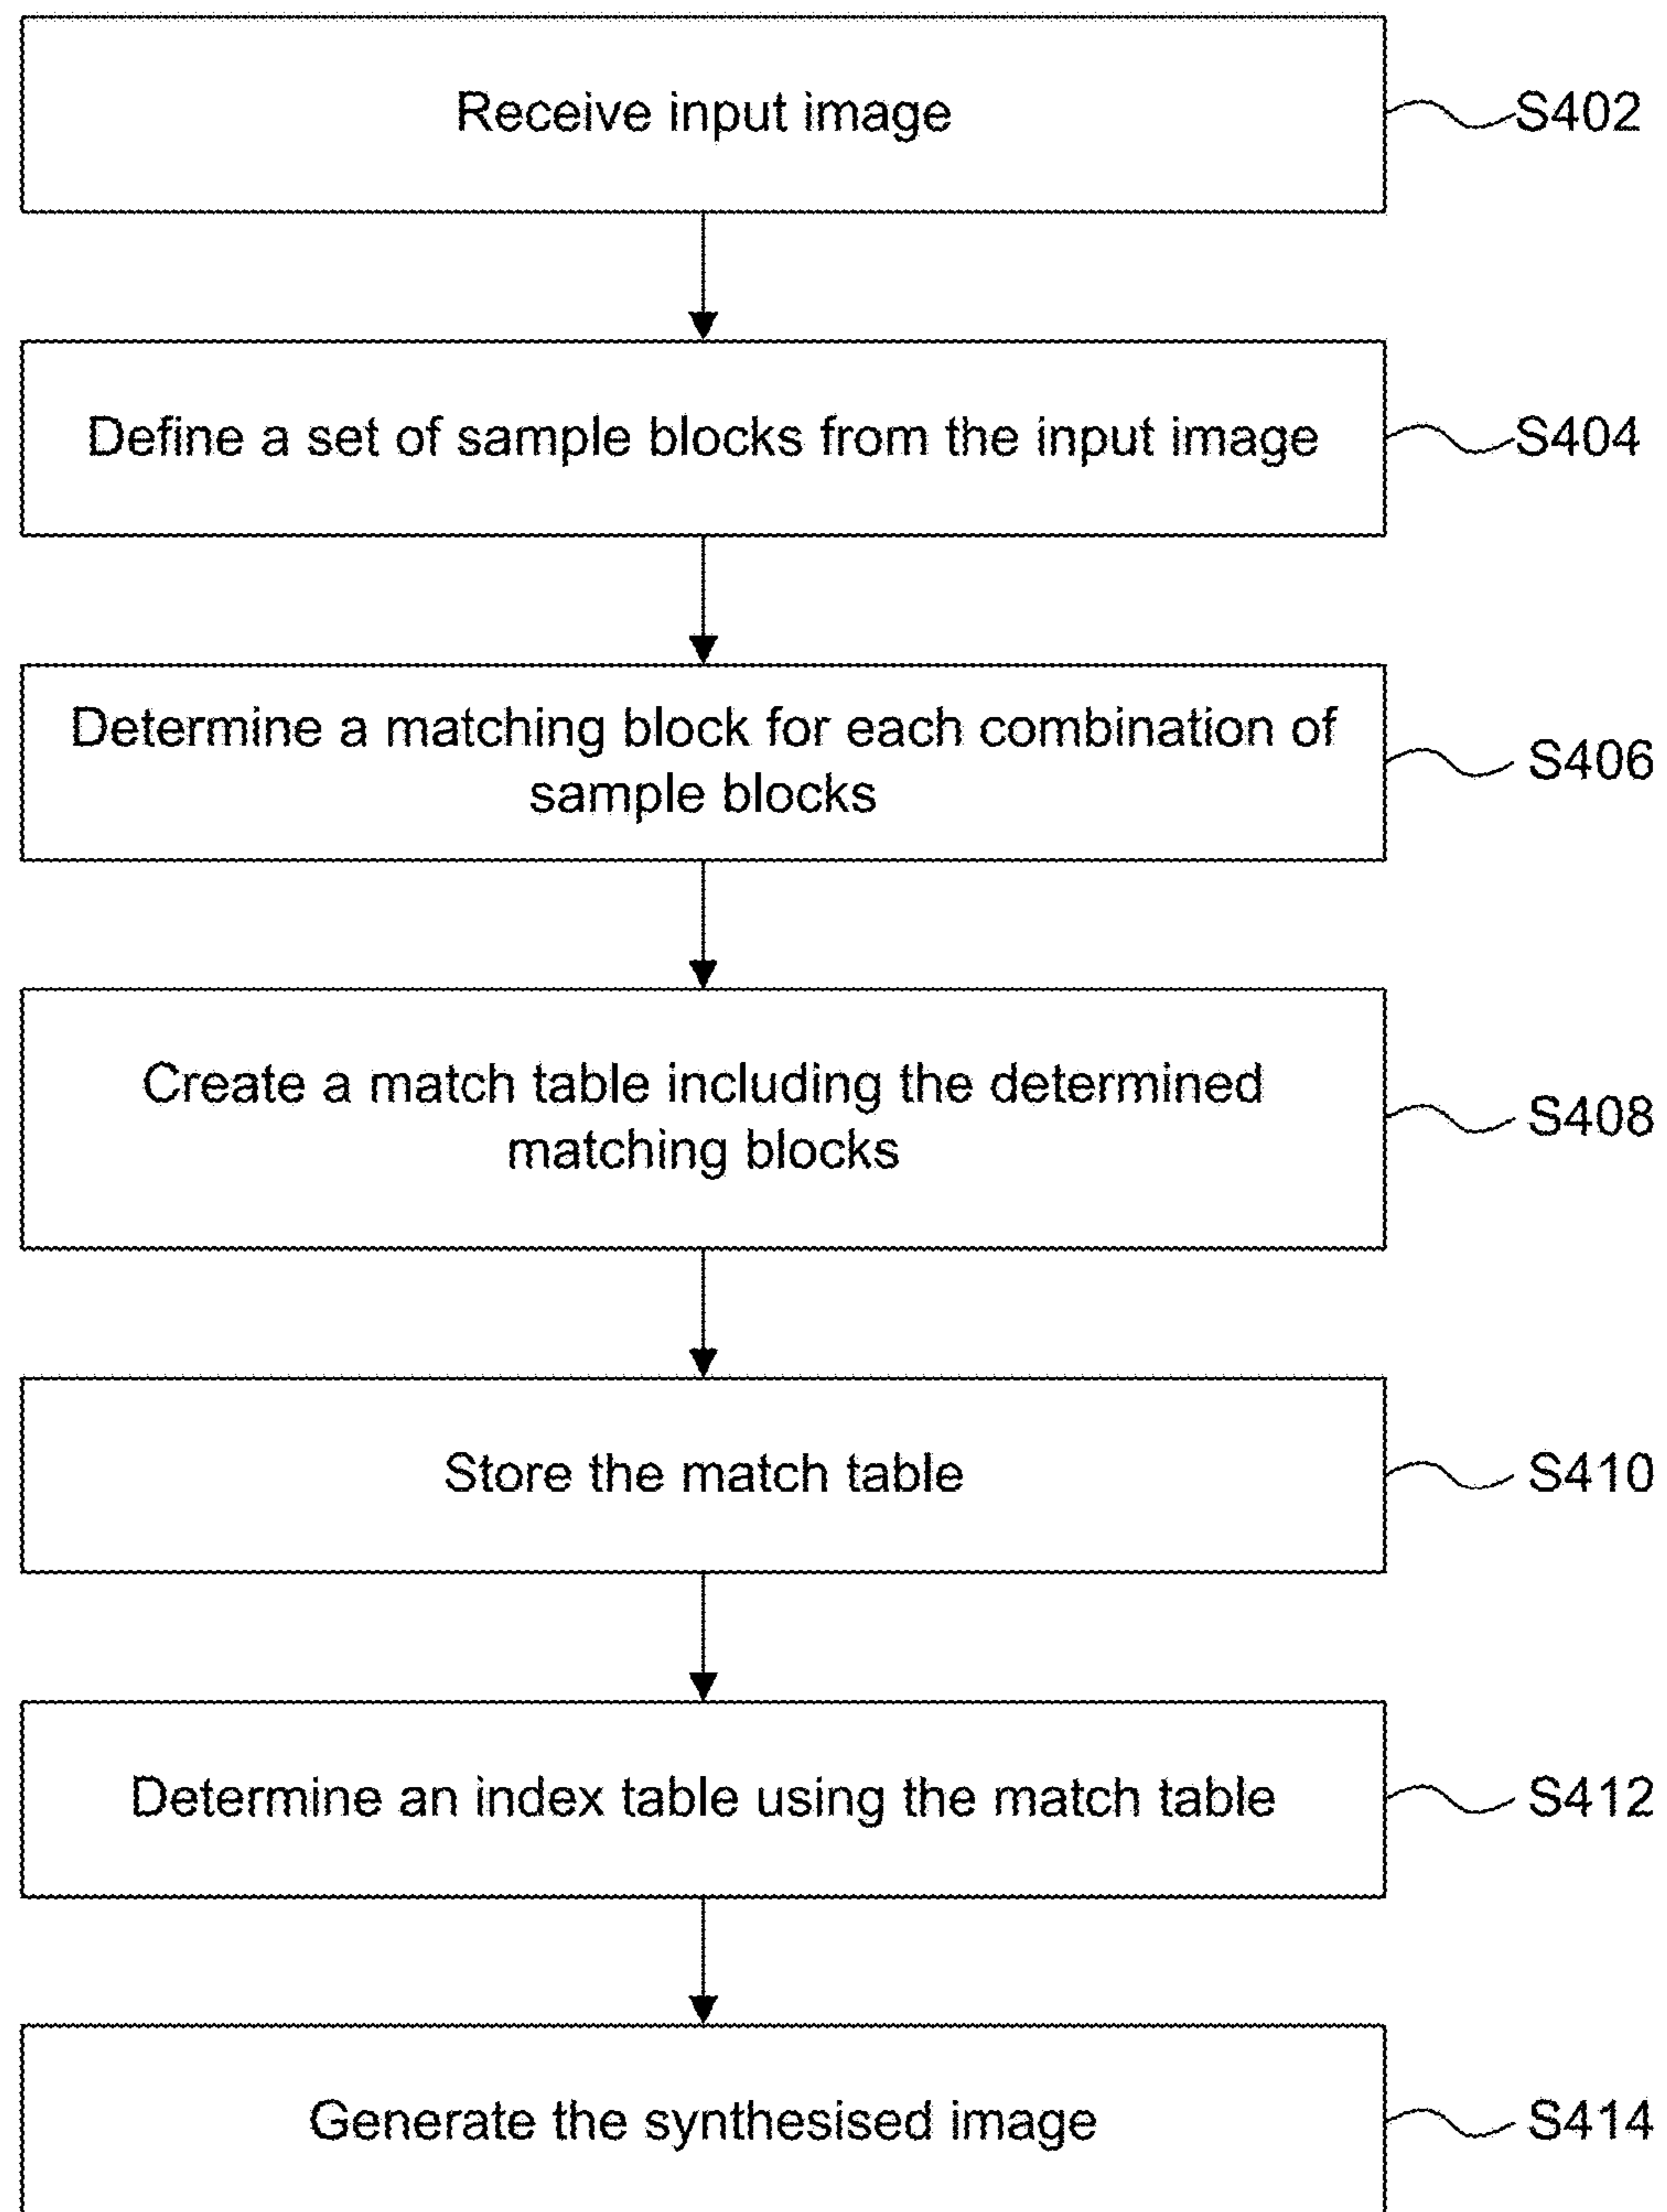 Receive input image
S402
Define a set of sample blocks from the input image
S404
Determine a matching block for each combination of
sample blocks
S406
Create a match table including the determined
matching blocks
S408
Store the match table
S410
Determine an index table using the match table
S412
Generate the synthesised image
S414